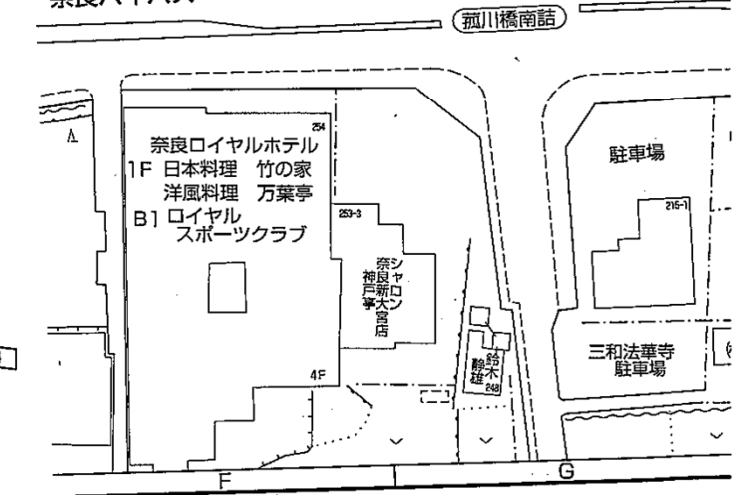 奈良バイパス
菰川橋南詰
254
奈良ロイヤルホテル
1F 日本料理 竹の家
洋風料理 万葉亭
B1 ロイヤル
スポーツクラブ
4F
253-3
シャロン
奈良新大宮店
神戸亭
鈴木
静雄
248
駐車場
215-1
三和法華寺
駐車場
F
G